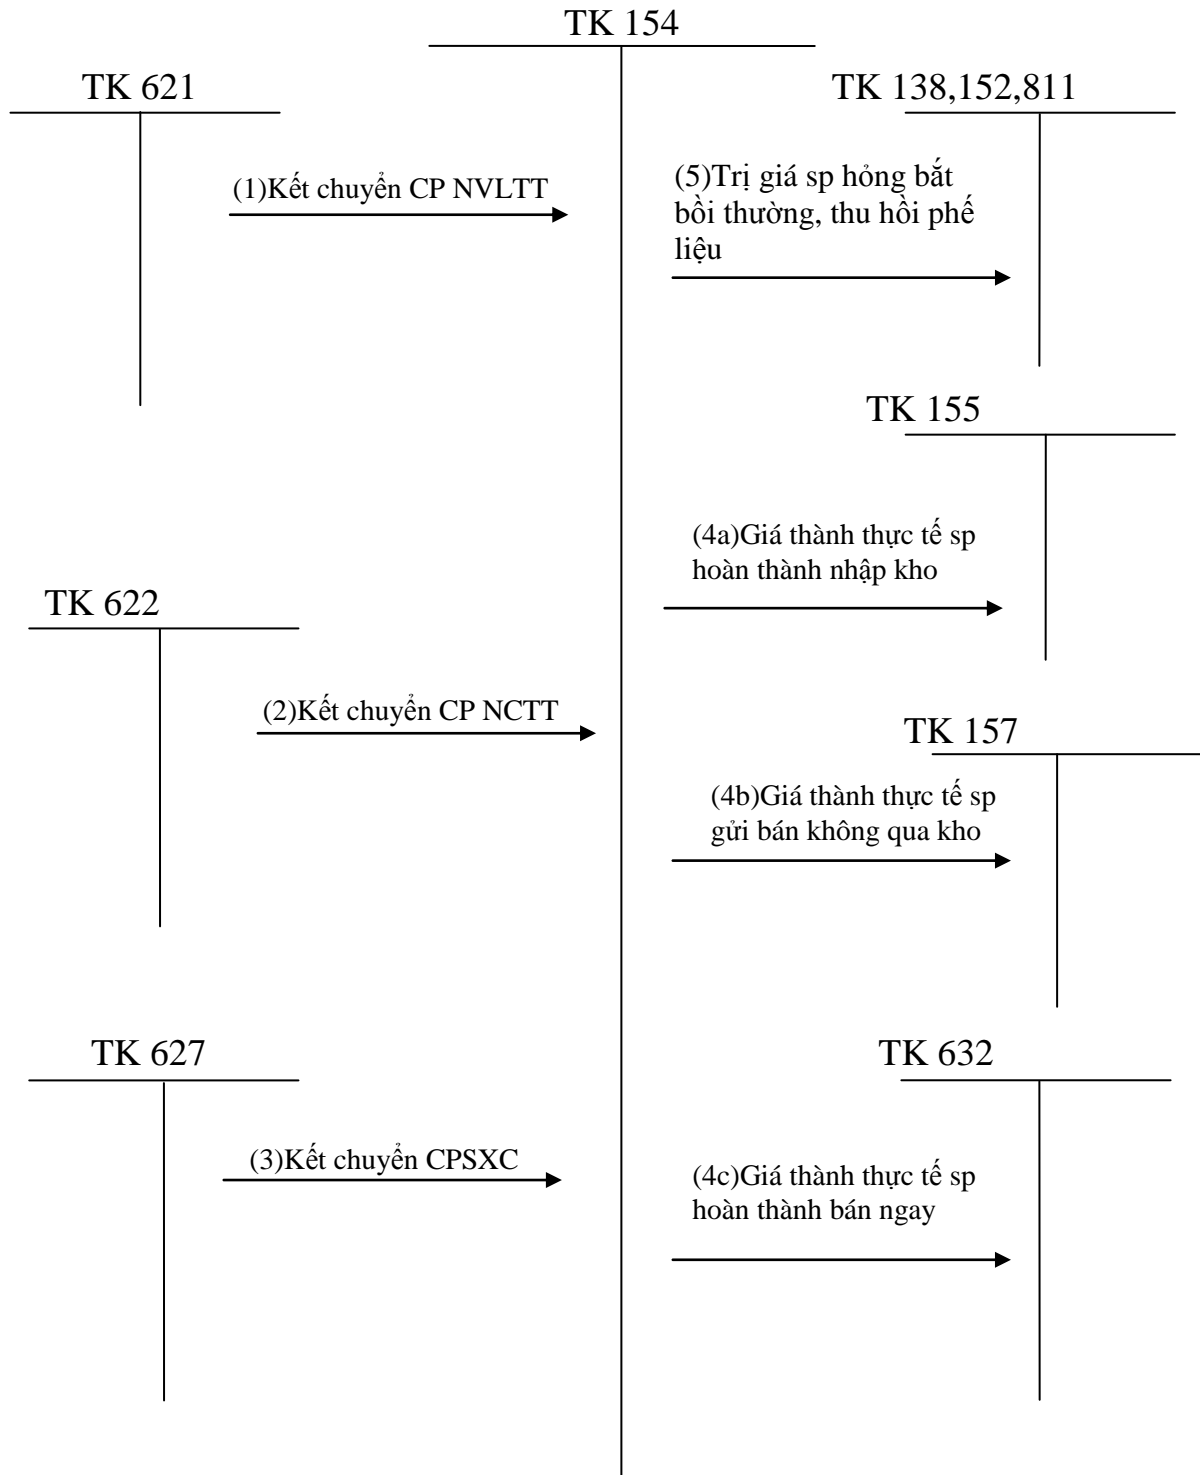 TK 154
TK 621
TK 138,152,811
(1)Kết chuyển CP NVLTT
(5)Trị giá sp hỏng bắt
bồi thường, thu hồi phế
liệu
TK 155
(4a)Giá thành thực tế sp
hoàn thành nhập kho
TK 622
(2)Kết chuyển CP NCTT
TK 157
(4b)Giá thành thực tế sp
gửi bán không qua kho
TK 627
TK 632
(3)Kết chuyển CPSXC
(4c)Giá thành thực tế sp
hoàn thành bán ngay